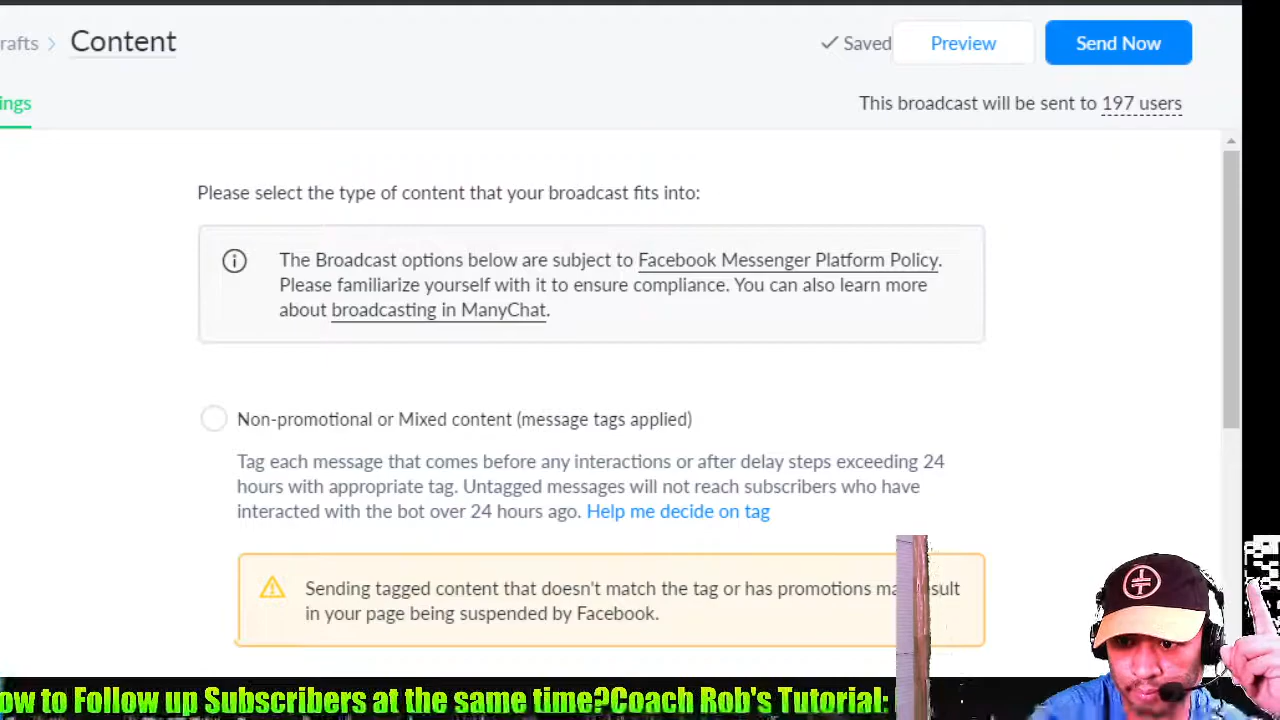 rafts > Content
Saved
Preview
Send Now
ings
This broadcast will be sent to 197 users
Please select the type of content that your broadcast fits into:
The Broadcast options below are subject to Facebook Messenger Platform Policy.
Please familiarize yourself with it to ensure compliance. You can also learn more
about broadcasting in ManyChat.
Non-promotional or Mixed content (message tags applied)
Tag each message that comes before any interactions or after delay steps exceeding 24
hours with appropriate tag. Untagged messages will not reach subscribers who have
interacted with the bot over 24 hours ago. Help me decide on tag
Sending tagged content that doesn't match the tag or has promotions ma sult
in your page being suspended by Facebook.
ow to Follow up Subscribers at the same time?Coach Rob's Tutorial: